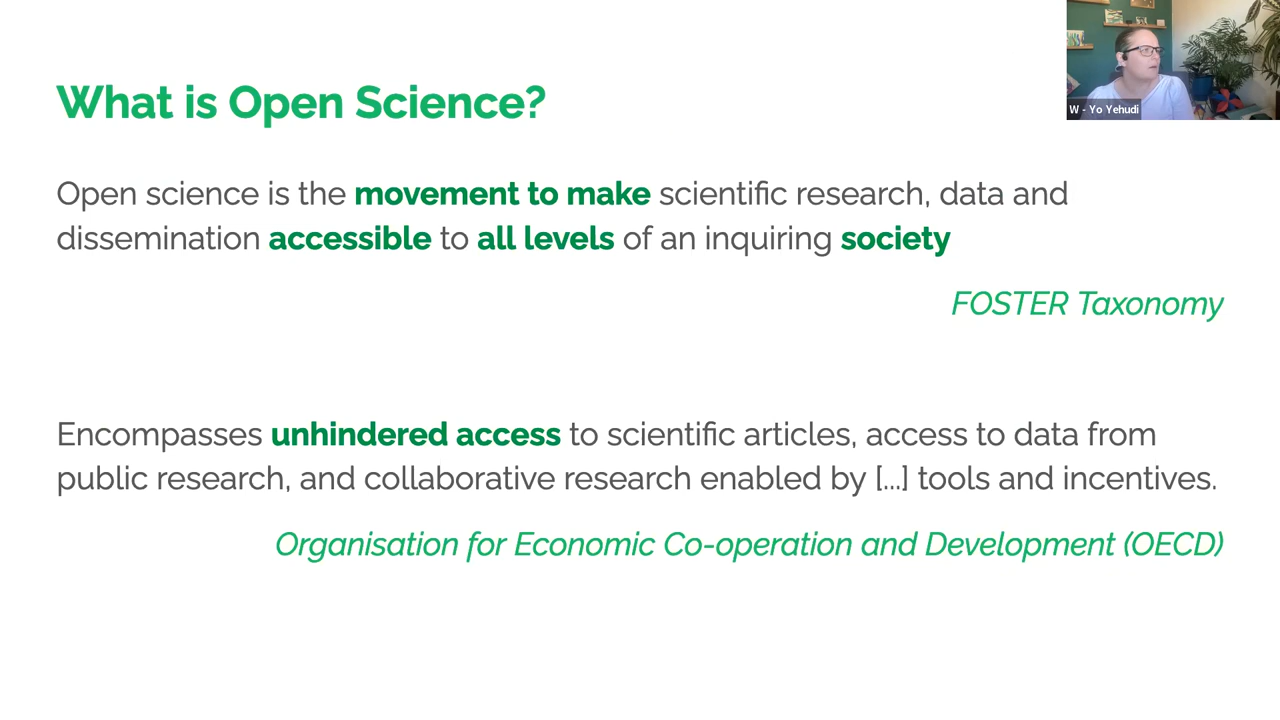 What is Open Science?
W - Yo Yehudi
Open science is the movement to make scientific research, data and
dissemination accessible to all levels of an inquiring society
FOSTER Taxonomy
Encompasses unhindered access to scientific articles, access to data from
public research, and collaborative research enabled by [...] tools and incentives.
Organisation for Economic Co-operation and Development (OECD)